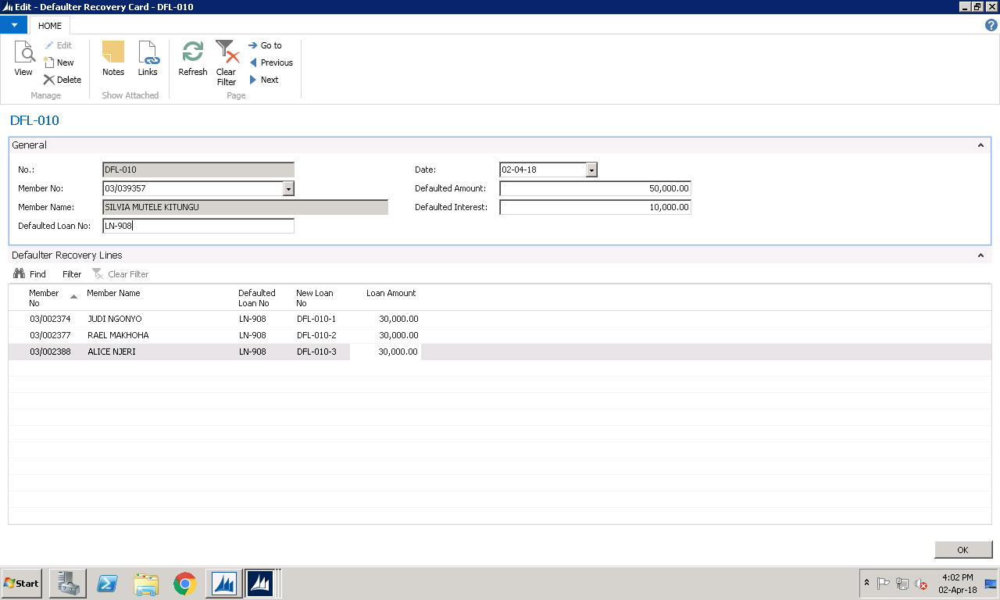 Edit - Defaulter Recovery Card - DFL-010
HOME
View
Edit
New
Delete
Manage
Notes
Links
Show Attached
Refresh
Clear
Filter
Go to
Previous
Next
Page
DFL-010
General
No.: DFL-010
Member No: 03/039357
Member Name: SILVIA MUTELE KITUNGU
Defaulted Loan No: LN-908
Date: 02-04-18
Defaulted Amount: 50,000.00
Defaulted Interest: 10,000.00
Defaulter Recovery Lines
Find Filter Clear Filter
Member No Member Name Defaulted Loan No New Loan No Loan Amount
03/002374 JUDI NGONYO LN-908 DFL-010-1 30,000.00
03/002377 RAEL MAKHOHA LN-908 DFL-010-2 30,000.00
03/002388 ALICE NJERI LN-908 DFL-010-3 30,000.00
OK
Start
4:02 PM
02-Apr-18